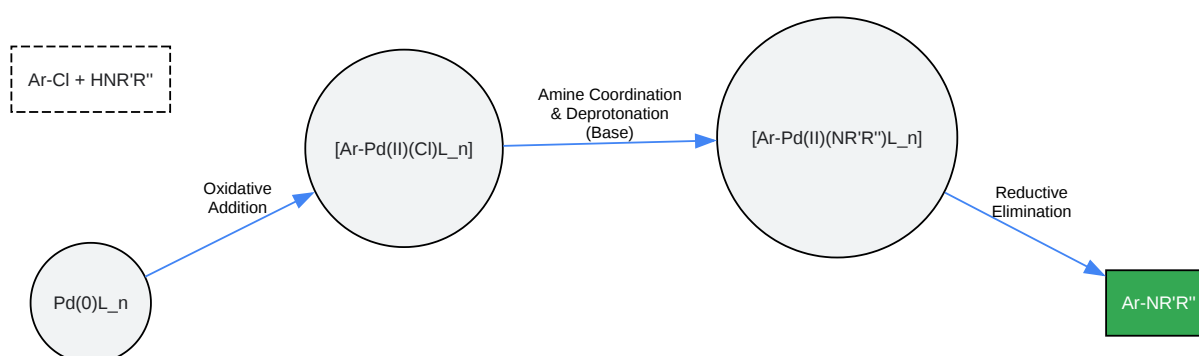 Ar-Cl + HNR'R''
Oxidative
Addition
Pd(0)L_n
[Ar-Pd(II)(Cl)L_n]
Amine Coordination
& Deprotonation
(Base)
[Ar-Pd(II)(NR'R'')L_n]
Reductive
Elimination
Ar-NR'R''